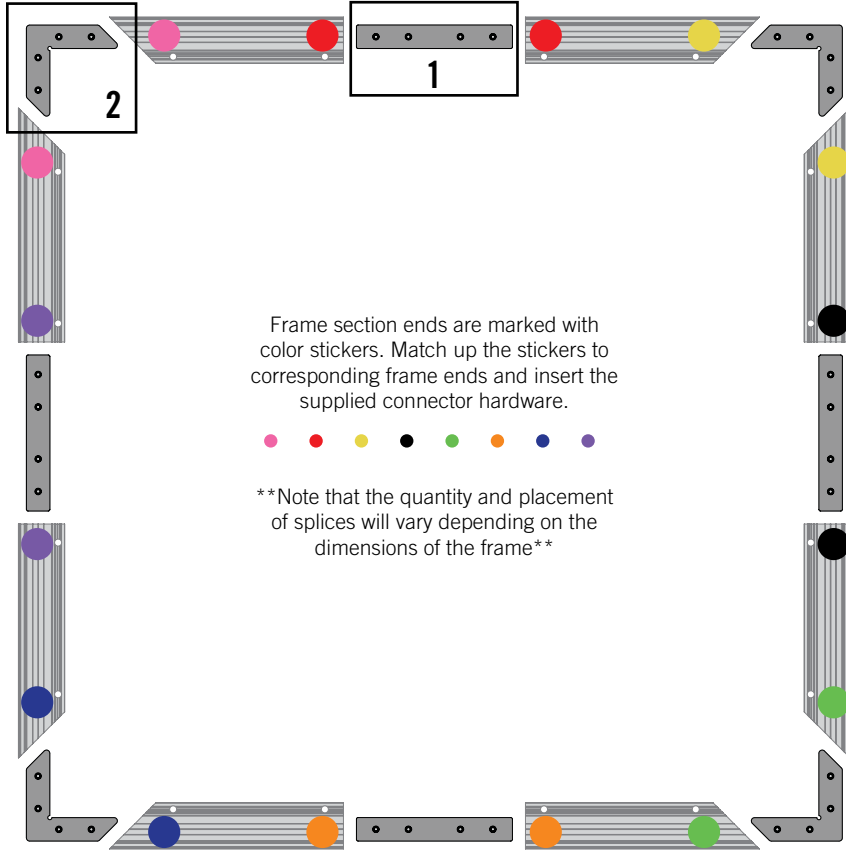 1
2
Frame section ends are marked with
color stickers. Match up the stickers to
corresponding frame ends and insert the
supplied connector hardware.
**Note that the quantity and placement
of splices will vary depending on the
dimensions of the frame**